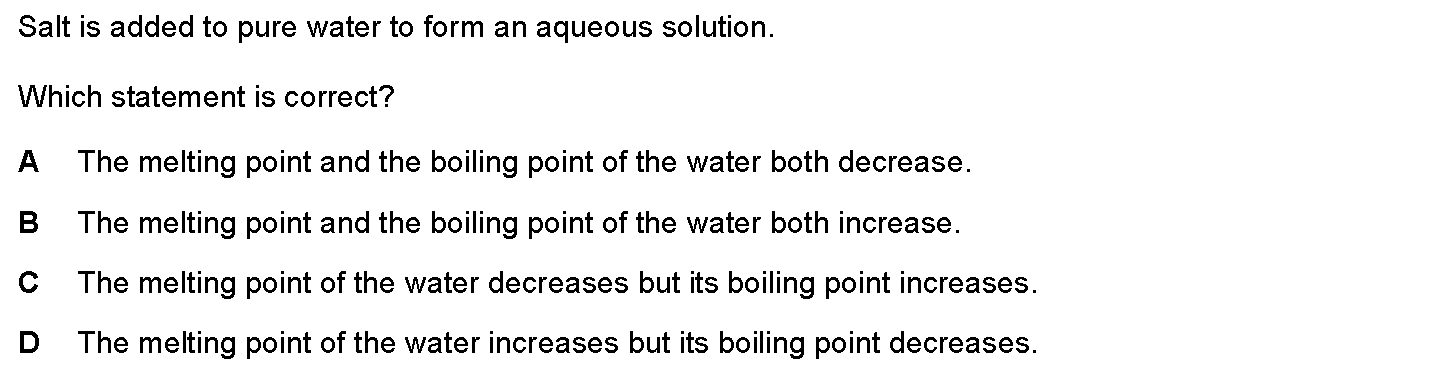 Salt is added to pure water to form an aqueous solution.
Which statement is correct?
A The melting point and the boiling point of the water both decrease.
B The melting point and the boiling point of the water both increase.
C The melting point of the water decreases but its boiling point increases.
D The melting point of the water increases but its boiling point decreases.